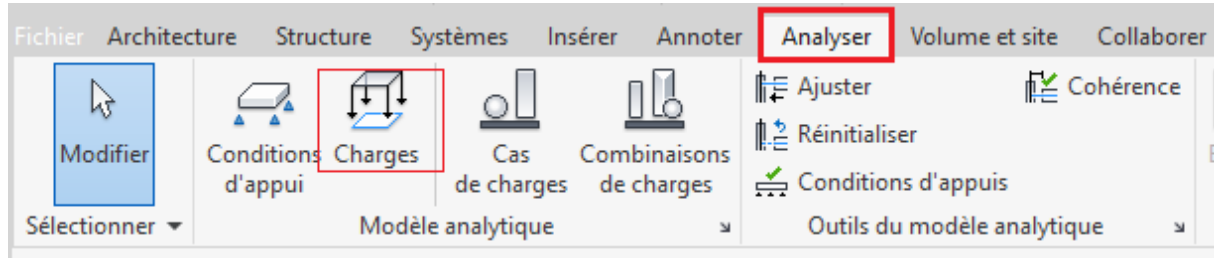 Fichier Architecture Structure Systèmes Insérer Annoter Analyser Volume et site Collaborer
Modifier
Conditions d'appui
Charges
Cas de charges
Combinaisons de charges
Ajuster
Réinitialiser
Conditions d'appuis
Cohérence
Sélectionner
Modèle analytique
Outils du modèle analytique